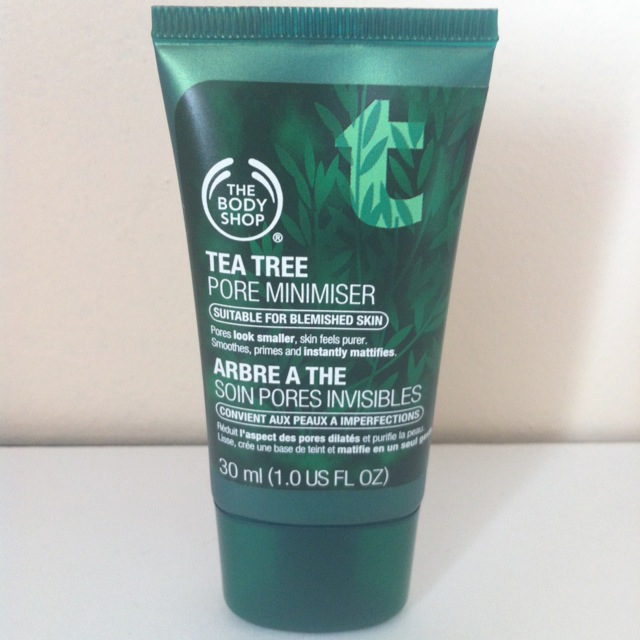 t
THE
BODY
SHOP
®
TEA TREE
PORE MINIMISER
SUITABLE FOR BLEMISHED SKIN
Pores look smaller, skin feels purer.
Smoothes, primes and instantly mattifies.
ARBRE A THE
SOIN PORES INVISIBLES
CONVIENT AUX PEAUX A IMPERFECTIONS
Réduit l'aspect des pores dilatés et purifie la peau.
Lisse, crée une base de teint et matifie en un seul
30 ml (1.0 US FL OZ)